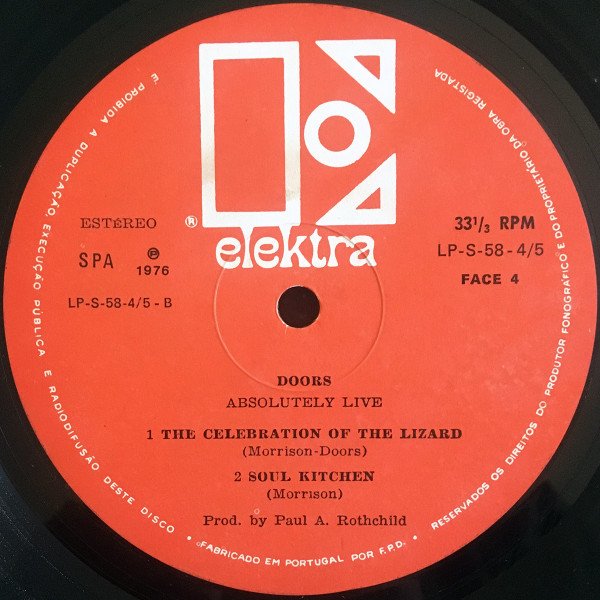 É PROIBIDA A DUPLICAÇÃO, EXECUÇÃO PÚBLICA E RADIODIFUSÃO DESTE DISCO • RESERVADOS OS DIREITOS DO PRODUTOR FONOGRÁFICO E DO PROPRIETÁRIO DA OBRA REGISTADA
® elektra
ESTéREO
33 1/3 RPM
SPA ℗ 1976
LP-S-58-4/5
LP-S-58-4/5-B
FACE 4
DOORS
ABSOLUTELY LIVE
1 THE CELEBRATION OF THE LIZARD
(Morrison-Doors)
2 SOUL KITCHEN
(Morrison)
Prod. by Paul A. Rothchild
•FABRICADO EM PORTUGAL POR F.P.D.•